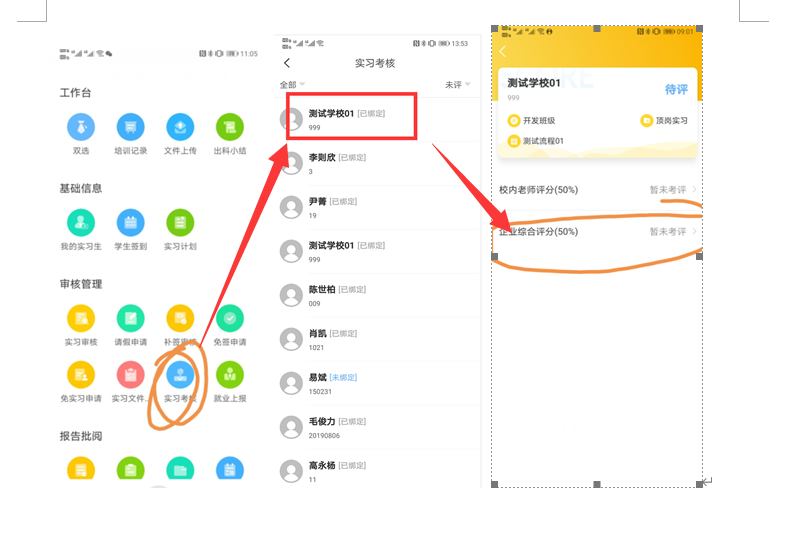 11:05
工作台
双选
培训记录
文件上传
出科小结
基础信息
我的实习生
学生签到
实习计划
审核管理
实习审核
请假申请
补签审核
免签申请
免实习申请
实习文件...
实习考核
就业上报
报告批阅
13:53
实习考核
全部
未评
测试学校01 [已绑定]
999
李则欣 [已绑定]
3
尹菁 [已绑定]
19
测试学校01 [已绑定]
999
陈世柏 [已绑定]
009
肖凯 [已绑定]
1021
易斌 [未绑定]
150231
毛俊力 [已绑定]
20190806
高永杨 [已绑定]
11
09:01
测试学校01
999
待评
开发班级
顶岗实习
测试流程01
校内老师评分(50%)
暂未考评
企业综合评分(50%)
暂未考评